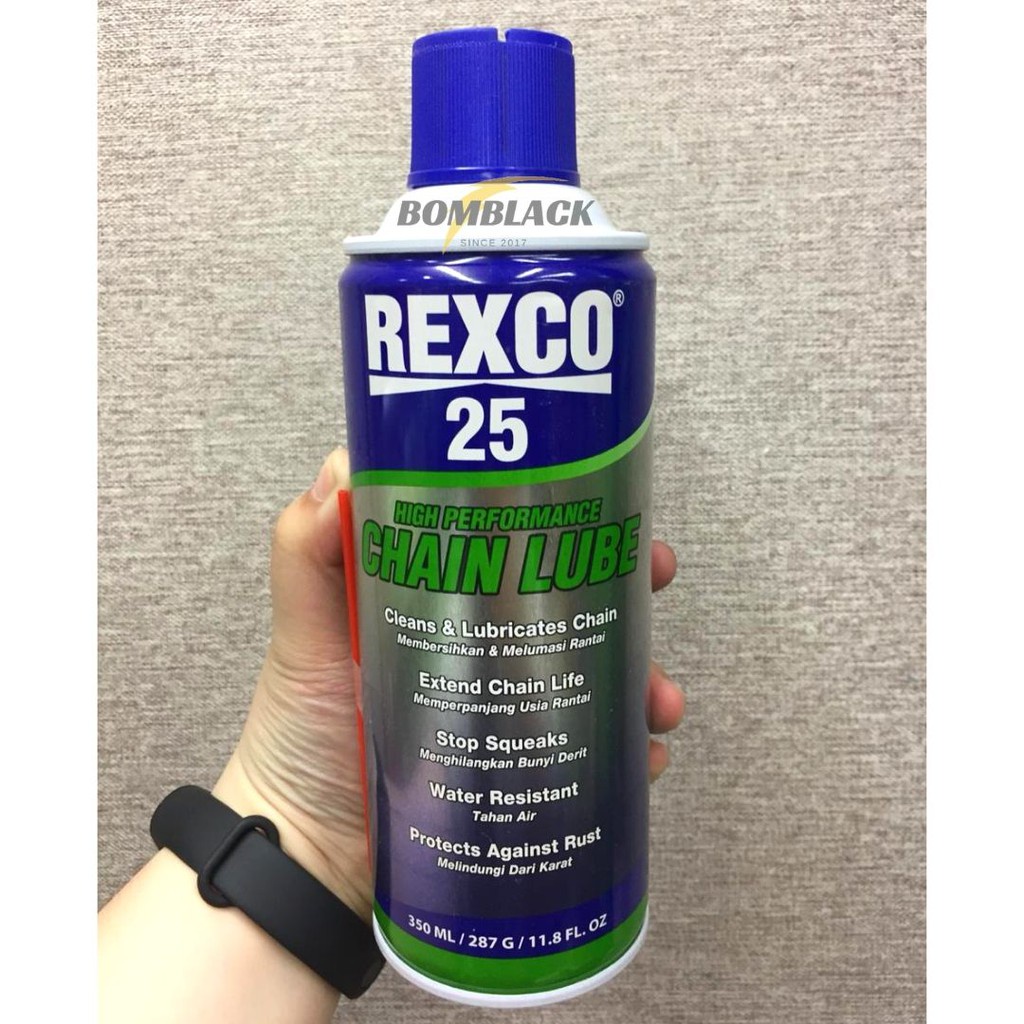 BOMBLACK
SINCE 2017
REXCO®
25
HIGH PERFORMANCE
CHAIN LUBE
Cleans & Lubricates Chain
Membersihkan & Melumasi Rantai
Extend Chain Life
Memperpanjang Usia Rantai
Stop Squeaks
Menghilangkan Bunyi Derit
Water Resistant
Tahan Air
Protects Against Rust
Melindungi Dari Karat
350 ML / 287 G / 11.8 FL. OZ